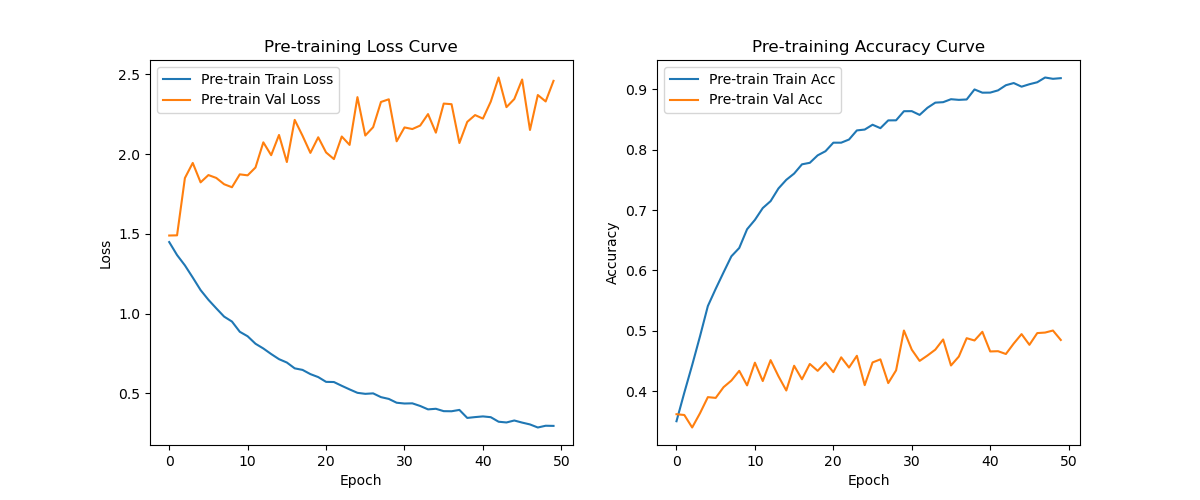 Pre-training Loss Curve
Pre-train Train Loss
Pre-train Val Loss
2.5
2.0
1.5
1.0
0.5
Loss
0
10
20
30
40
50
Epoch
Pre-training Accuracy Curve
Pre-train Train Acc
Pre-train Val Acc
0.9
0.8
0.7
0.6
0.5
0.4
Accuracy
0
10
20
30
40
50
Epoch